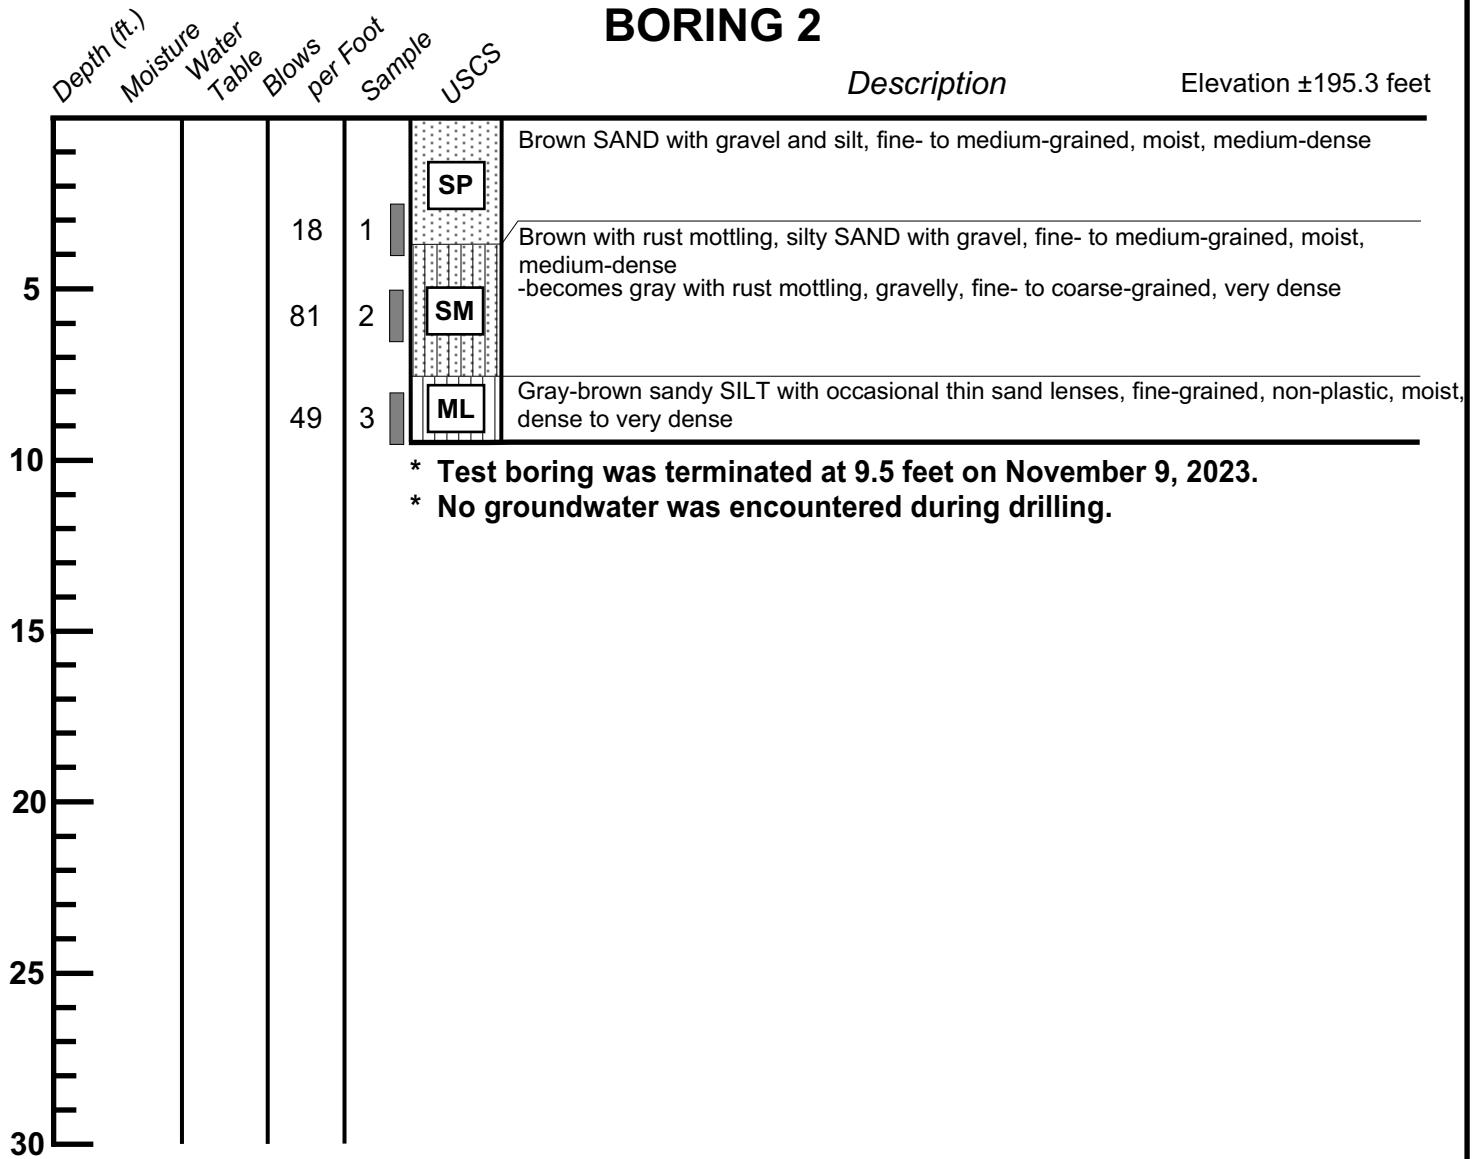 BORING 2
Depth (ft.)
Moisture
Water
Table
Blows
per Foot
Sample
USCS
Description
Elevation ±195.3 feet
Brown SAND with gravel and silt, fine- to medium-grained, moist, medium-dense
SP
18 1
Brown with rust mottling, silty SAND with gravel, fine- to medium-grained, moist,
medium-dense
5
-becomes gray with rust mottling, gravelly, fine- to coarse-grained, very dense
81 2
SM
Gray-brown sandy SILT with occasional thin sand lenses, fine-grained, non-plastic, moist,
dense to very dense
49 3
ML
10
* Test boring was terminated at 9.5 feet on November 9, 2023.
* No groundwater was encountered during drilling.
15
20
25
30